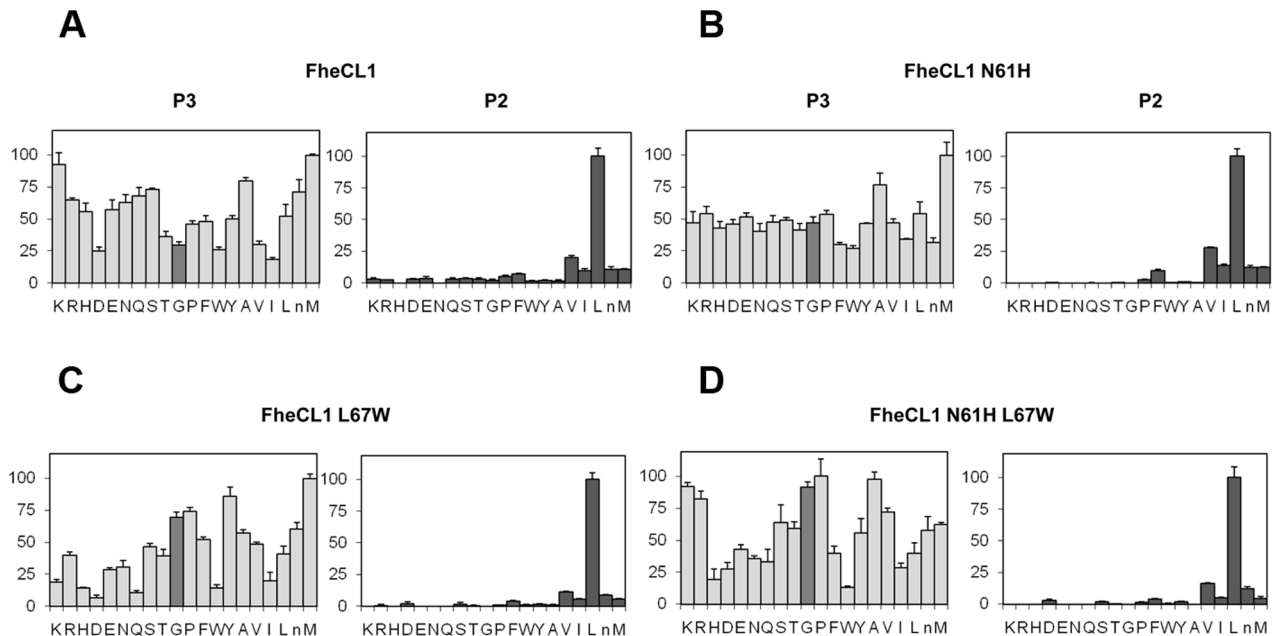 A
B
FheCL1
FheCL1 N61H
P3
P2
P3
P2
100
75
50
25
0
100
75
50
25
0
100
75
50
25
0
100
75
50
25
0
KRHDENQSTGPFWYAVILnM
KRHDENQSTGPFWYAVILnM
KRHDENQSTGPFWYAVILnM
KRHDENQSTGPFWYAVILnM
C
D
FheCL1 L67W
FheCL1 N61H L67W
100
75
50
25
0
100
75
50
25
0
100
75
50
25
0
100
75
50
25
0
KRHDENQSTGPFWYAVILnM
KRHDENQSTGPFWYAVILnM
KRHDENQSTGPFWYAVILnM
KRHDENQSTGPFWYAVILnM